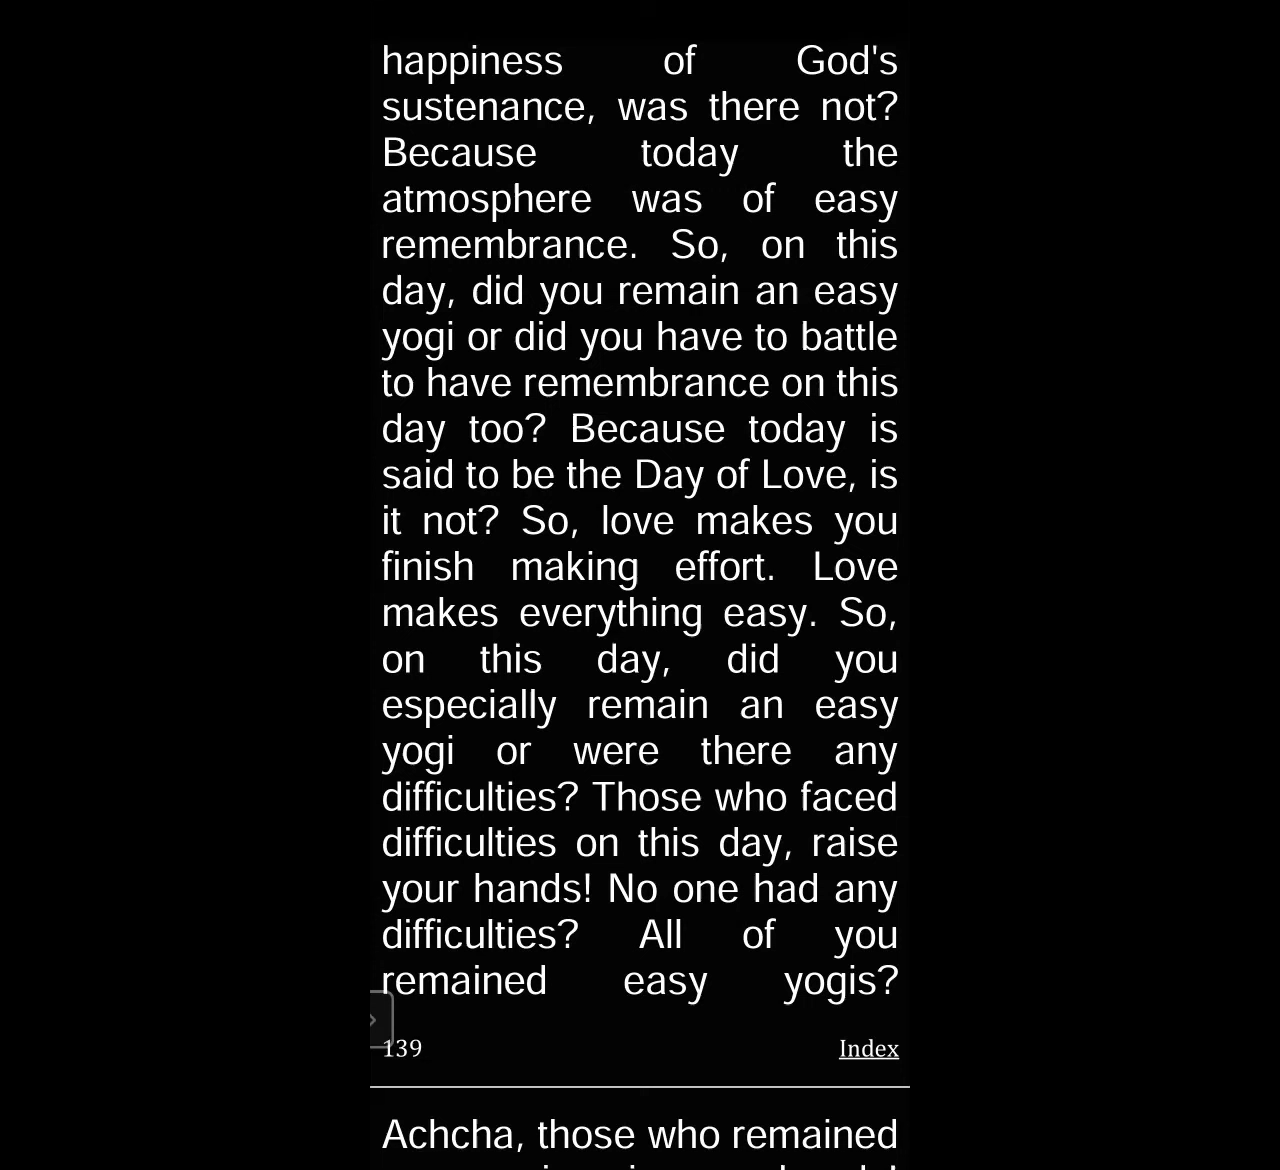 happiness of God's
sustenance, was there not?
Because today the
atmosphere was of easy
remembrance. So, on this
day, did you remain an easy
yogi or did you have to battle
to have remembrance on this
day too? Because today is
said to be the Day of Love, is
it not? So, love makes you
finish making effort. Love
makes everything easy. So,
on this day, did you
especially remain an easy
yogi or were there any
difficulties? Those who faced
difficulties on this day, raise
your hands! No one had any
difficulties? All of you
remained easy yogis?
139 Index
Achcha, those who remained